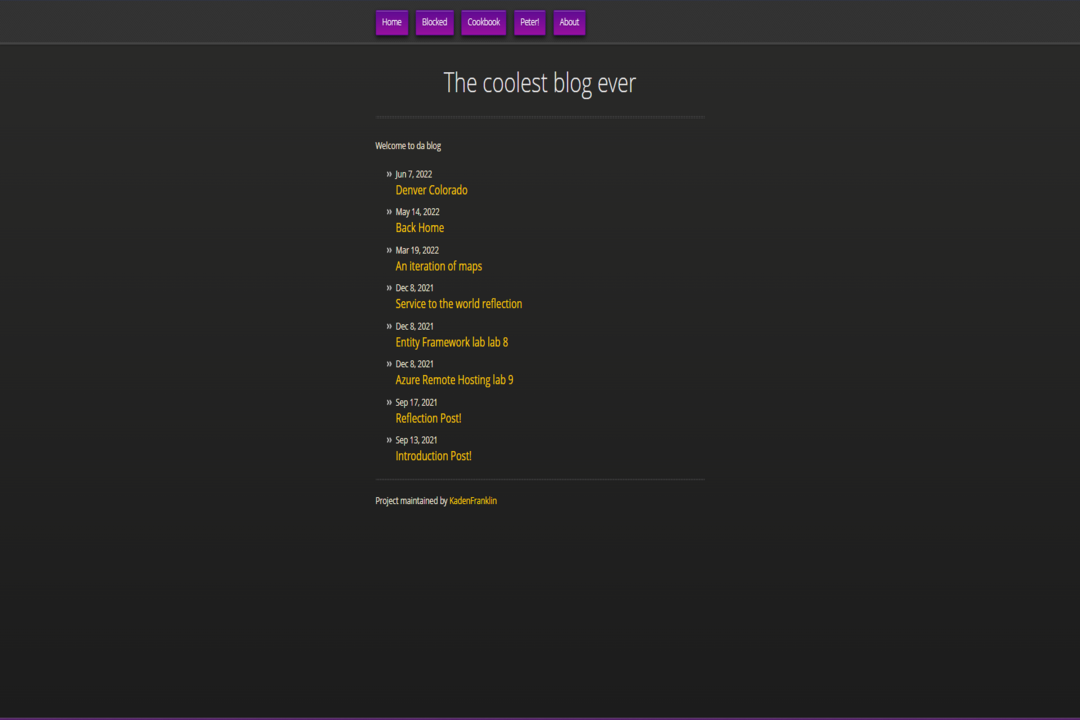 Home Blocked Cookbook Peter! About
The coolest blog ever
Welcome to da blog
» Jun 7, 2022
Denver Colorado
» May 14, 2022
Back Home
» Mar 19, 2022
An iteration of maps
» Dec 8, 2021
Service to the world reflection
» Dec 8, 2021
Entity Framework lab lab 8
» Dec 8, 2021
Azure Remote Hosting lab 9
» Sep 17, 2021
Reflection Post!
» Sep 13, 2021
Introduction Post!
Project maintained by KadenFranklin